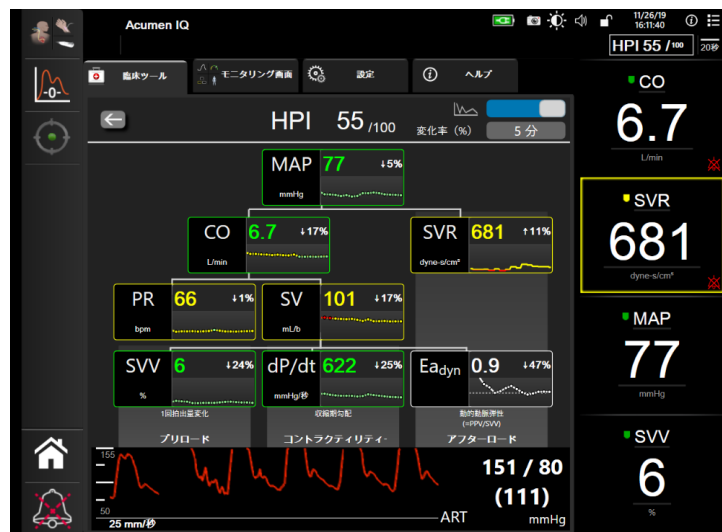 Acumen IQ
11/26/19
16:11:40
HPI 55 /100
20秒
臨床ツール
モニタリング画面
設定
ヘルプ
-0-
HPI 55 /100
変化率 (%)
5 分
MAP 77 ↓5%
mmHg
CO 6.7 ↓17%
L/min
SVR 681 ↑11%
dyne-s/cm⁵
PR 66 ↓1%
bpm
SV 101 ↓17%
mL/b
SVV 6 ↓24%
%
dP/dt 622 ↓25%
mmHg/秒
Eadyn 0.9 ↓47%
1回拍出量変化
収縮期勾配
動的動脈弾性
(=PPV/SVV)
プリロード
コントラクティリティ-
アフターロード
155
50
25 mm/秒
ART
151 / 80
(111)
mmHg
CO
6.7
L/min
SVR
681
dyne-s/cm⁵
MAP
77
mmHg
SVV
6
%